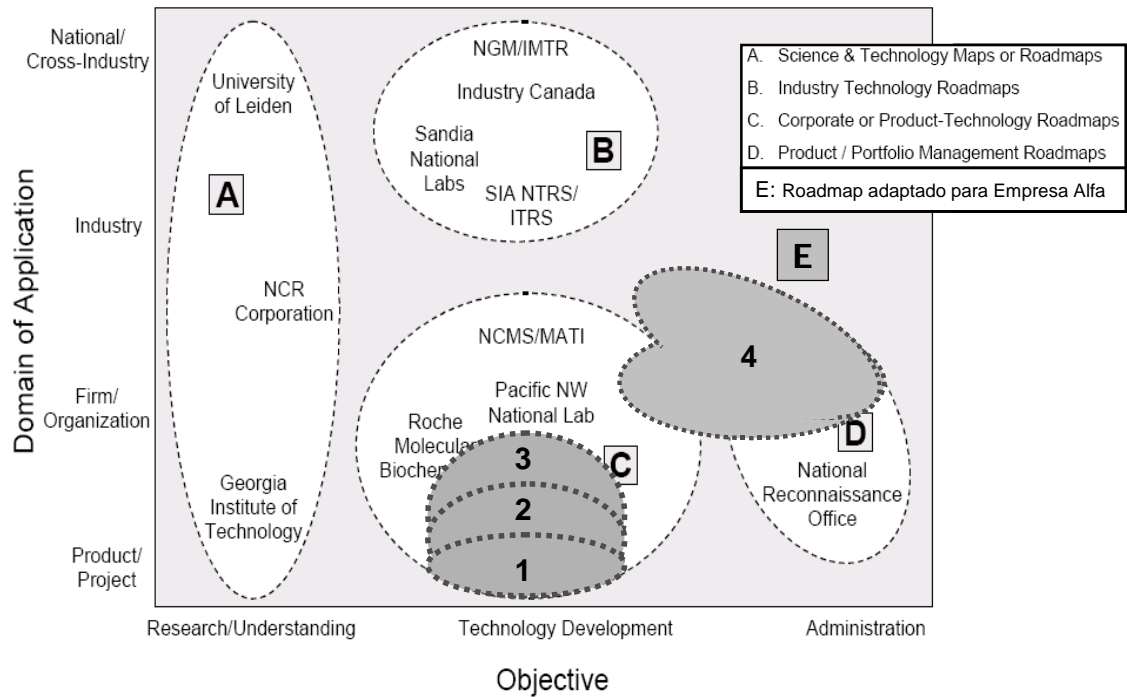 National/
Cross-Industry
Industry
Firm/
Organization
Product/
Project
Domain of Application
University
of Leiden
A
NCR
Corporation
Georgia
Institute of
Technology
NGM/IMTR
Industry Canada
Sandia
National
Labs
B
SIA NTRS/
ITRS
A. Science & Technology Maps or Roadmaps
B. Industry Technology Roadmaps
C. Corporate or Product-Technology Roadmaps
D. Product / Portfolio Management Roadmaps
E: Roadmap adaptado para Empresa Alfa
E
NCMS/MATI
Pacific NW
National Lab
Roche
Molecular
4
3
C
2
1
D
National
Reconnaissance
Office
Research/Understanding
Technology Development
Administration
Objective